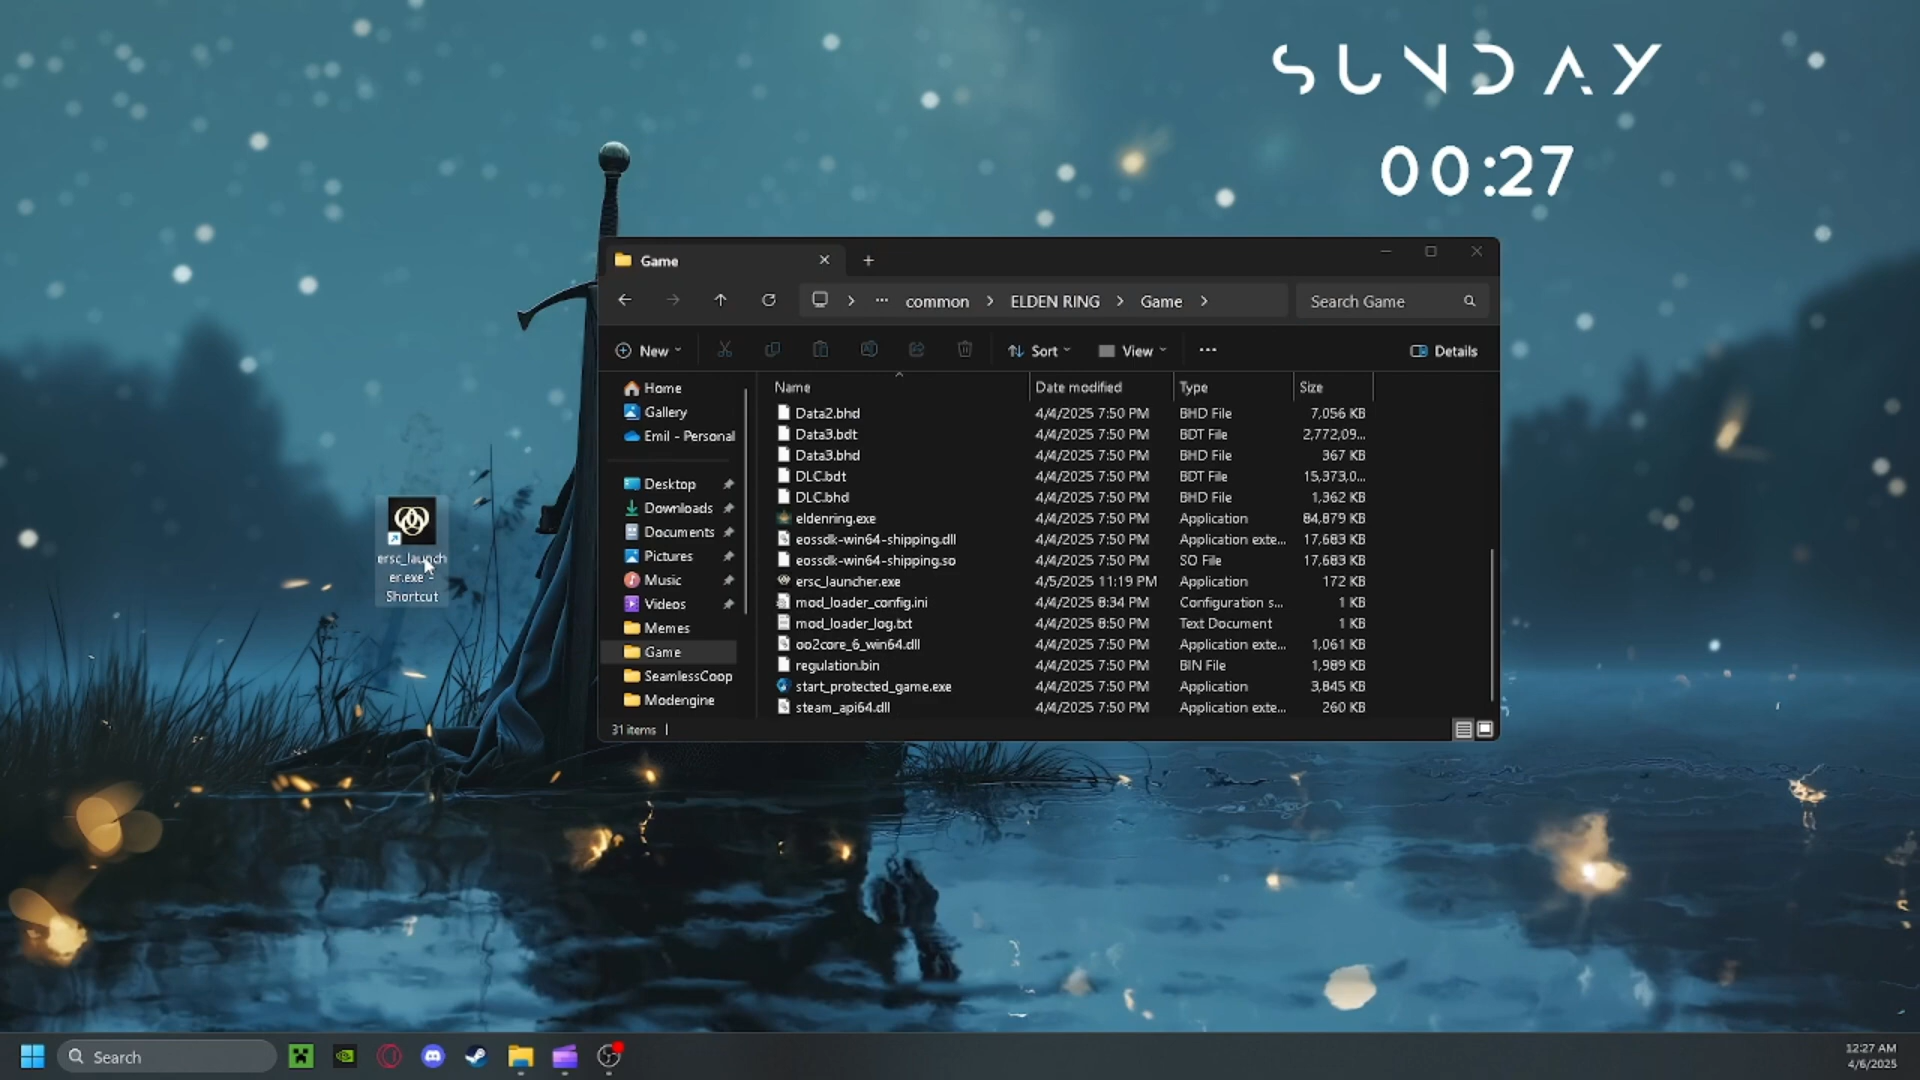 SUNDAY
00:27
ersc_launch
er.exe -
Shortcut
Game
common
ELDEN RING
Game
Search Game
New
Sort
View
Details
Home
Gallery
Emil - Personal
Desktop
Downloads
Documents
Pictures
Music
Videos
Memes
Game
SeamlessCoop
Modengine
Name Date modified Type Size
Data2.bhd 4/4/2025 7:50 PM BHD File 7,056 KB
Data3.bdt 4/4/2025 7:50 PM BDT File 2,772,09...
Data3.bhd 4/4/2025 7:50 PM BHD File 367 KB
DLC.bdt 4/4/2025 7:50 PM BDT File 15,373,0...
DLC.bhd 4/4/2025 7:50 PM BHD File 1,362 KB
eldenring.exe 4/4/2025 7:50 PM Application 84,879 KB
eossdk-win64-shipping.dll 4/4/2025 7:50 PM Application exte... 17,683 KB
eossdk-win64-shipping.so 4/4/2025 7:50 PM SO File 17,683 KB
ersc_launcher.exe 4/5/2025 11:19 PM Application 172 KB
mod_loader_config.ini 4/4/2025 8:34 PM Configuration s... 1 KB
mod_loader_log.txt 4/4/2025 8:50 PM Text Document 1 KB
oo2core_6_win64.dll 4/4/2025 7:50 PM Application exte... 1,061 KB
regulation.bin 4/4/2025 7:50 PM BIN File 1,989 KB
start_protected_game.exe 4/4/2025 7:50 PM Application 3,845 KB
steam_api64.dll 4/4/2025 7:50 PM Application exte... 260 KB
31 items
Search
12:27 AM
4/6/2025